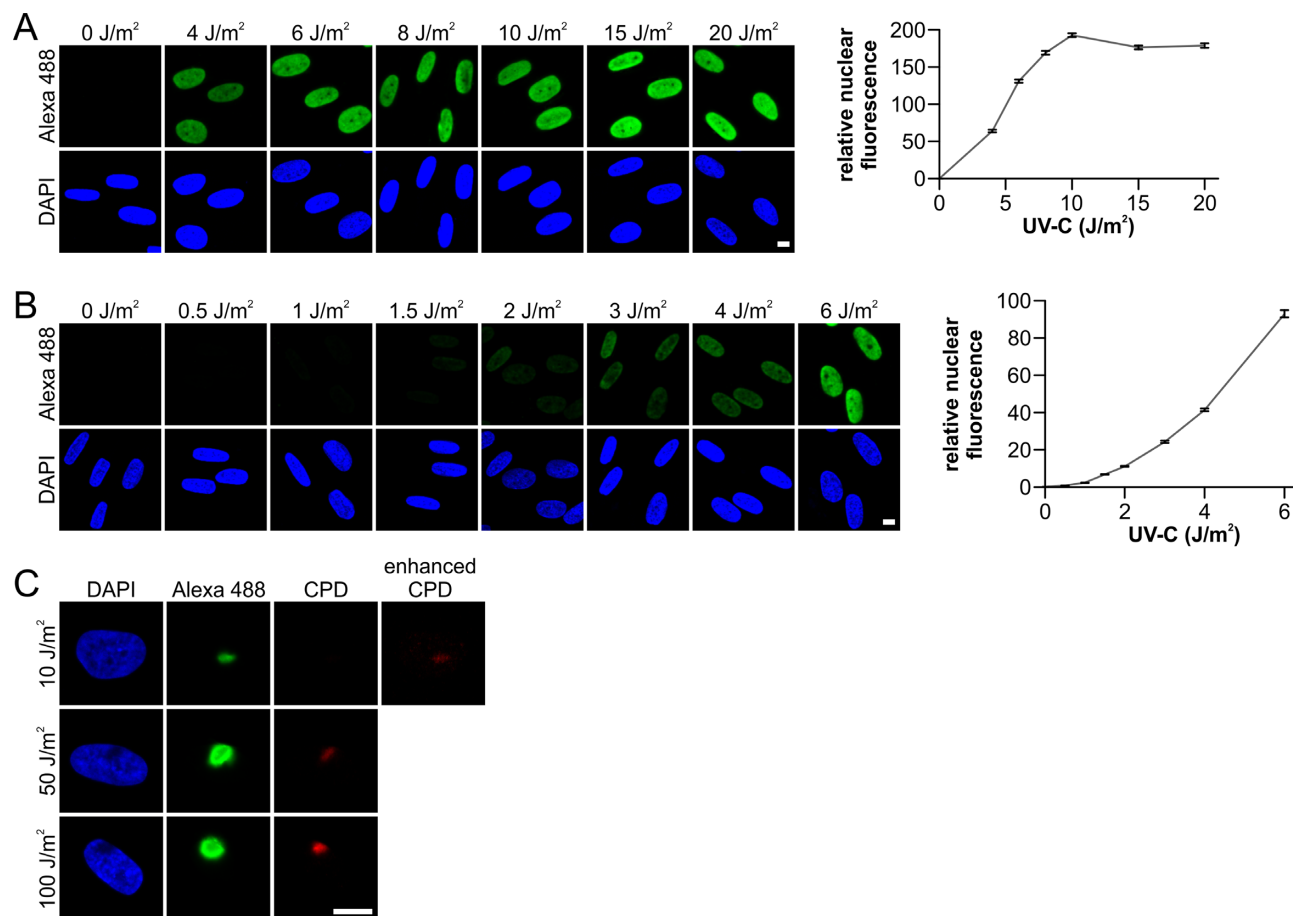 A
0 J/m² 4 J/m² 6 J/m² 8 J/m² 10 J/m² 15 J/m² 20 J/m²
Alexa 488
DAPI
relative nuclear
fluorescence
200
150
100
50
0
0 5 10 15 20
UV-C (J/m²)
B
0 J/m² 0.5 J/m² 1 J/m² 1.5 J/m² 2 J/m² 3 J/m² 4 J/m² 6 J/m²
Alexa 488
DAPI
relative nuclear
fluorescence
100
80
60
40
20
0
0 2 4 6
UV-C (J/m²)
C
DAPI Alexa 488 CPD enhanced
CPD
10 J/m²
50 J/m²
100 J/m²